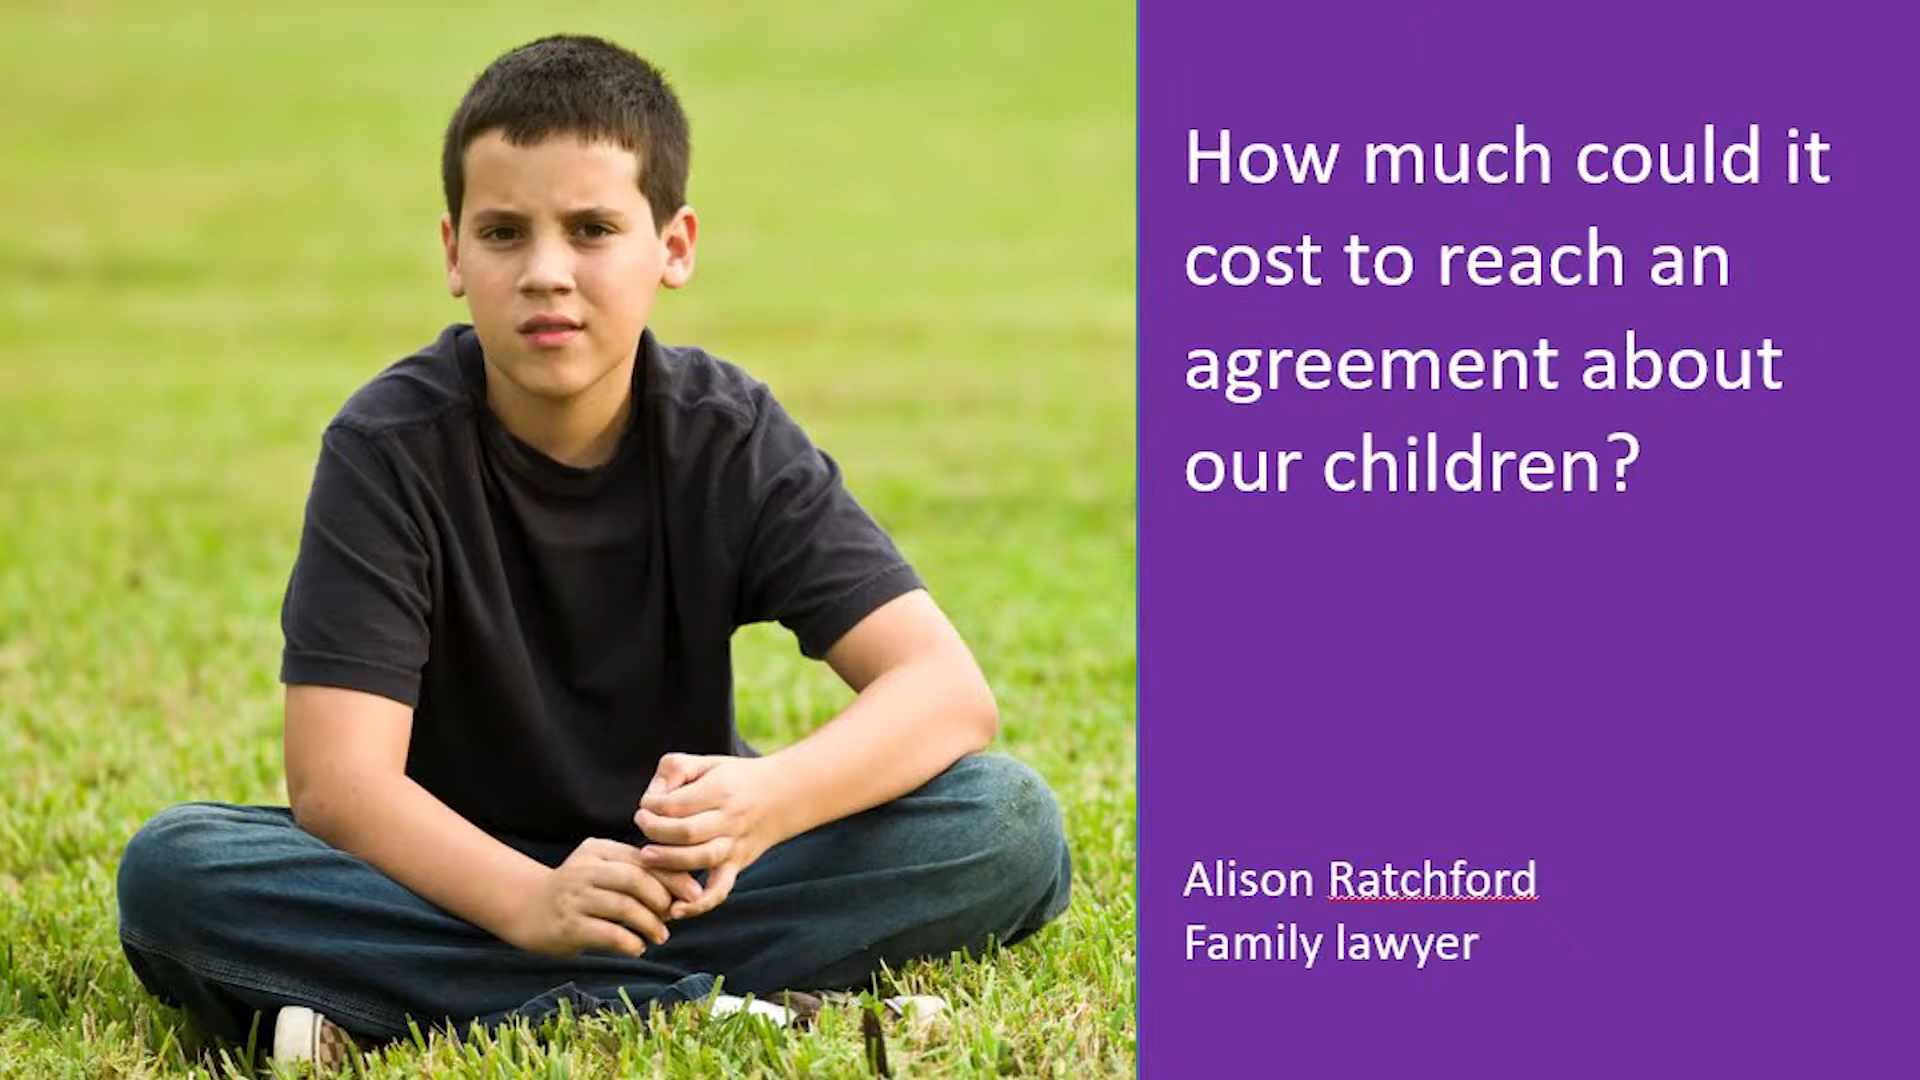 How much could it
cost to reach an
agreement about
our children?
Alison Ratchford
Family lawyer